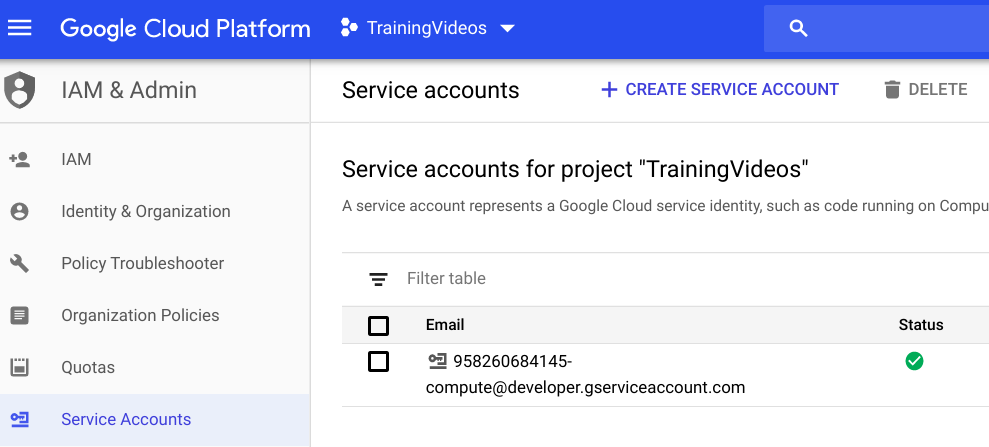 Google Cloud Platform TrainingVideos
IAM & Admin
Service accounts CREATE SERVICE ACCOUNT DELETE
IAM
Identity & Organization
Policy Troubleshooter
Organization Policies
Quotas
Service Accounts
Service accounts for project "TrainingVideos"
A service account represents a Google Cloud service identity, such as code running on Compu
Filter table
Email Status
958260684145-
compute@developer.gserviceaccount.com